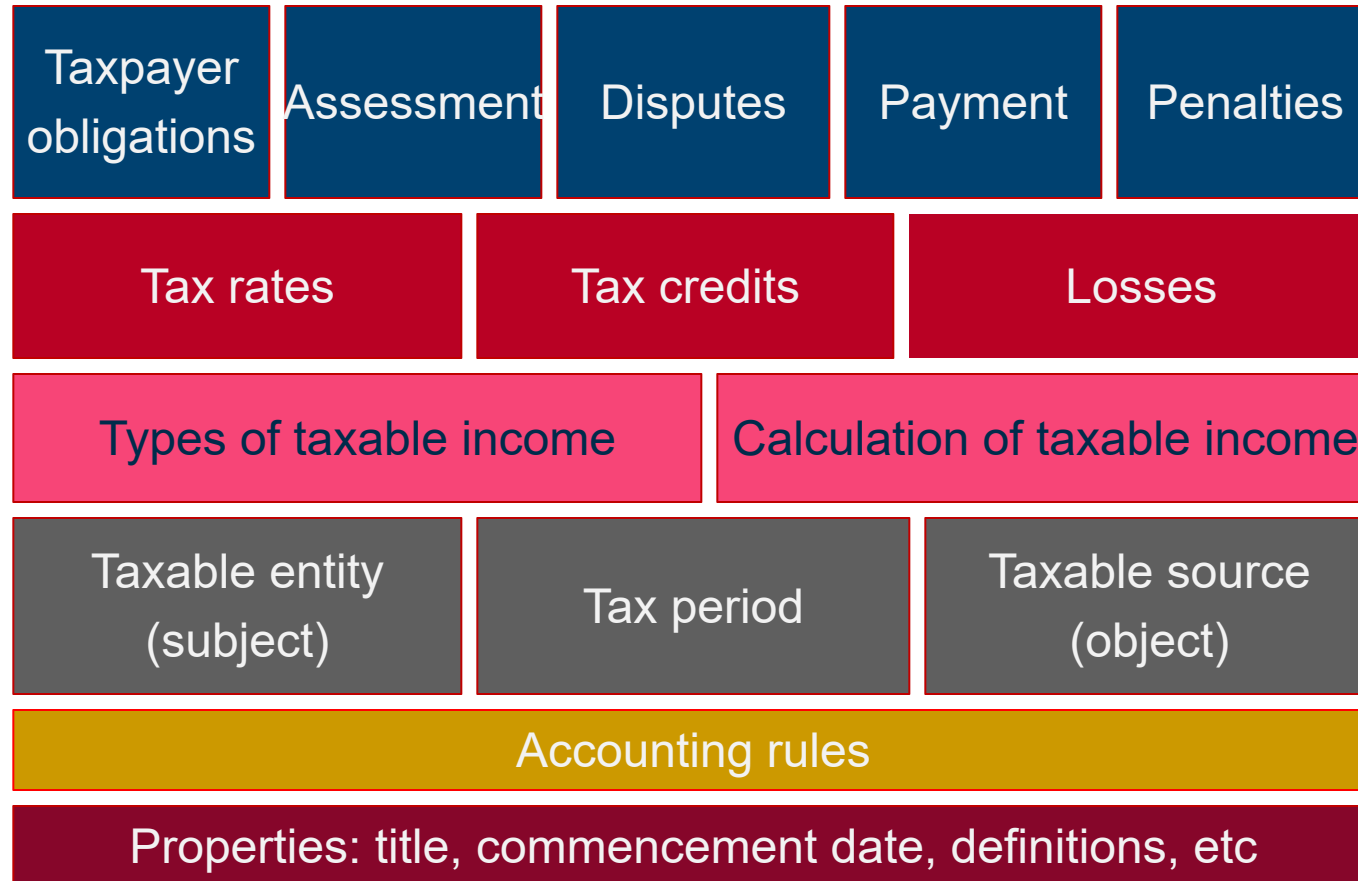 Taxpayer
obligations
Assessment
Disputes
Payment
Penalties
Tax rates
Tax credits
Losses
Types of taxable income
Calculation of taxable income
Taxable entity
(subject)
Tax period
Taxable source
(object)
Accounting rules
Properties: title, commencement date, definitions, etc